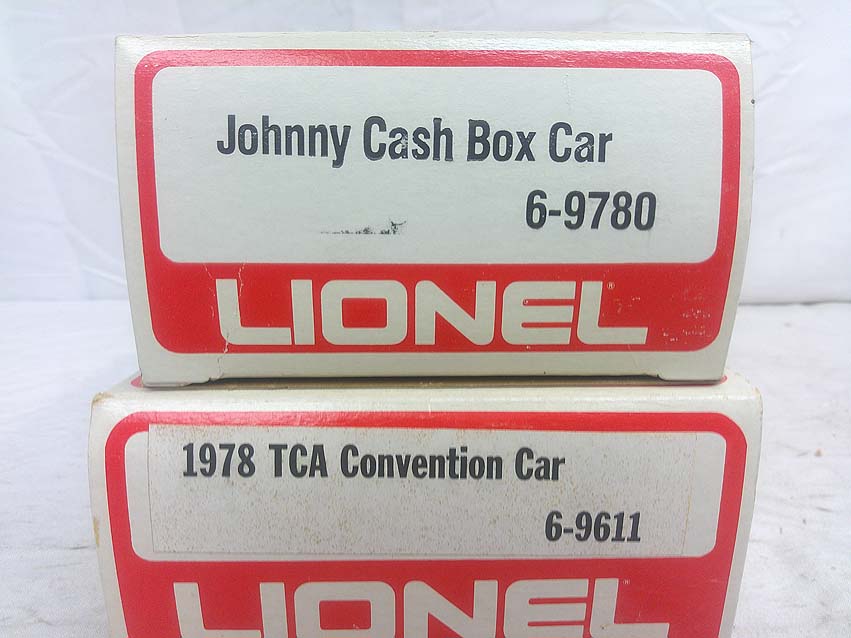 Johnny Cash Box Car
6-9780
LIONEL®
1978 TCA Convention Car
6-9611
LIONEL®